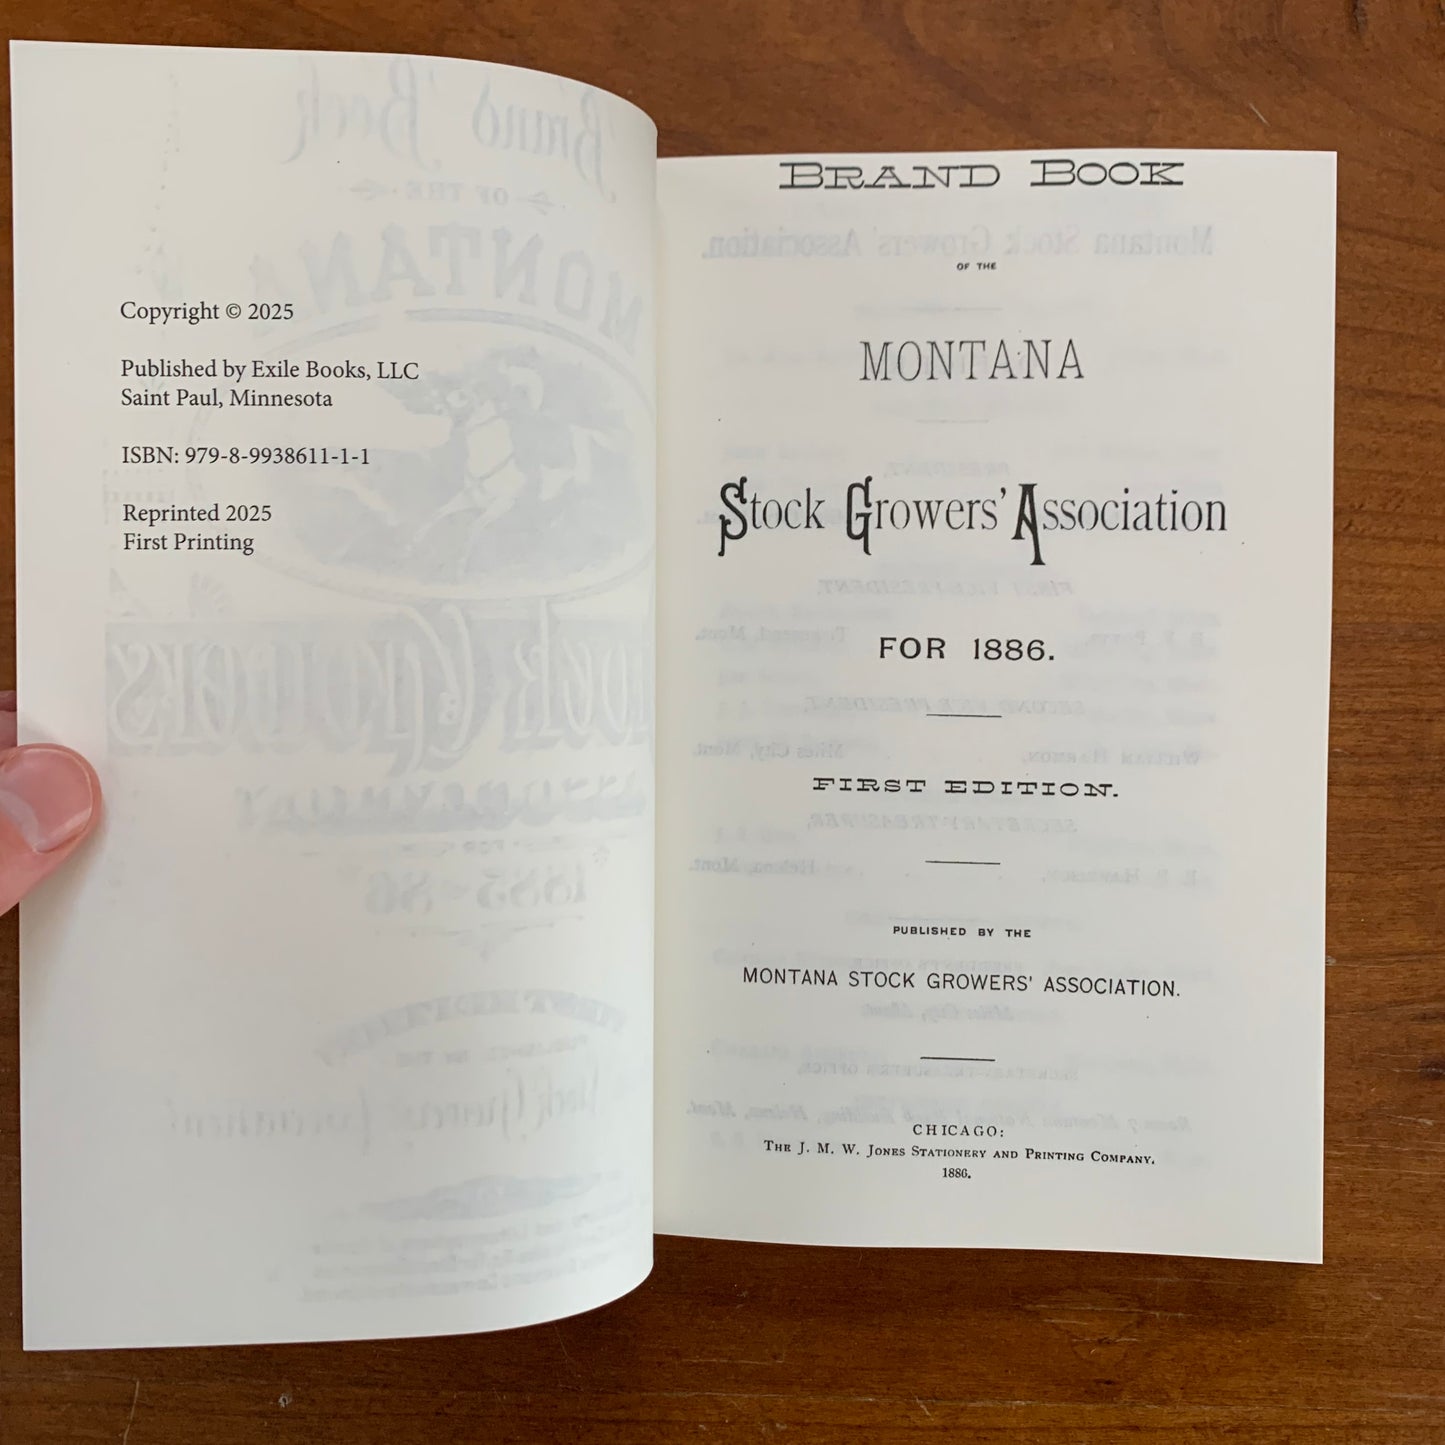 Copyright © 2025
Published by Exile Books, LLC
Saint Paul, Minnesota
ISBN: 979-8-9938611-1-1
Reprinted 2025
First Printing
BRAND BOOK
OF THE
MONTANA
Stock Growers' Association
FOR 1886.
FIRST EDITION.
PUBLISHED BY THE
MONTANA STOCK GROWERS' ASSOCIATION.
CHICAGO:
THE J. M. W. JONES STATIONERY AND PRINTING COMPANY.
1886.